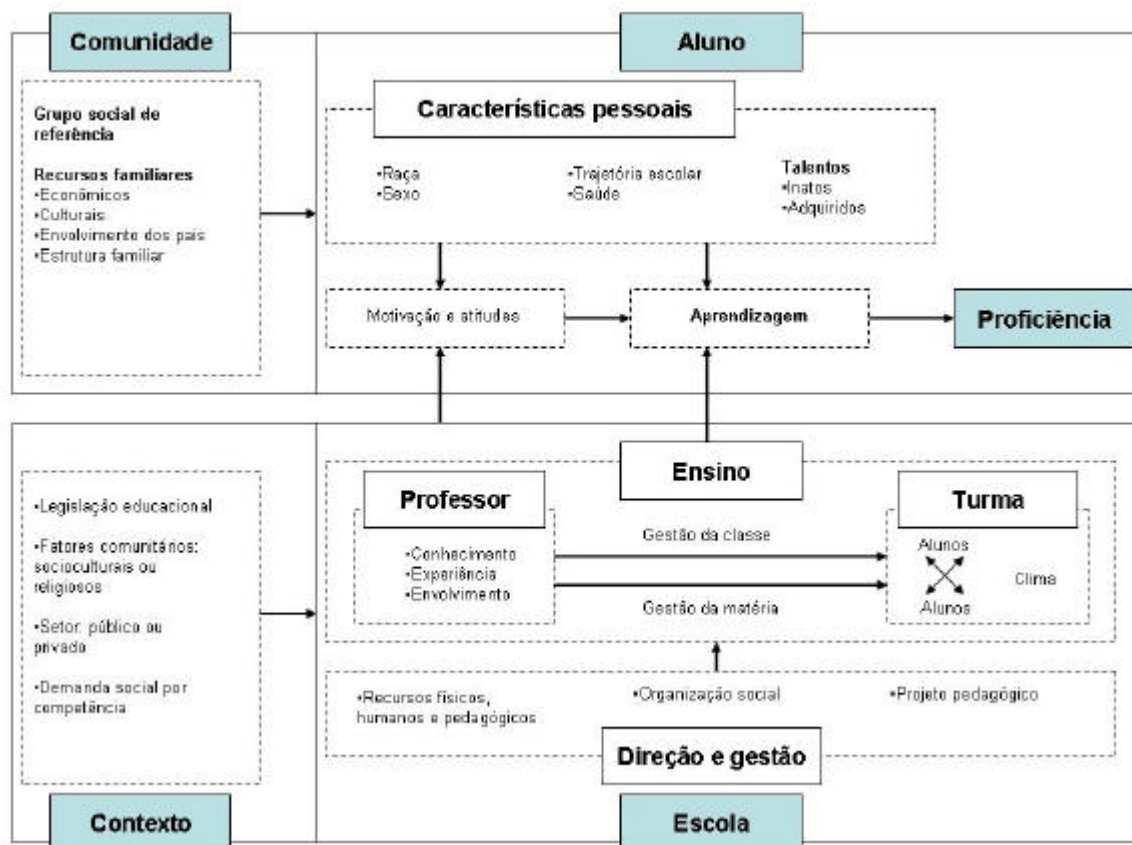 Comunidade
Grupo social de
referência
Recursos familiares
•Econômicos
•Culturais
•Envolvimento dos pais
•Estrutura familiar
Aluno
Características pessoais
•Raça
•Sexo
•Trajetória escolar
•Saúde
Talentos
•Inatos
•Adquiridos
Motivação e atitudes
Aprendizagem
Proficiência
•Legislação educacional
•Fatores comunitários:
socioculturais ou
religiosos
•Setor: público ou
privado
•Demanda social por
competência
Contexto
Ensino
Professor
•Conhecimento
•Experiência
•Envolvimento
Gestão da classe
Gestão da matéria
Turma
Alunos
Clima
Alunos
•Recursos físicos,
humanos e pedagógicos
•Organização social
•Projeto pedagógico
Direção e gestão
Escola